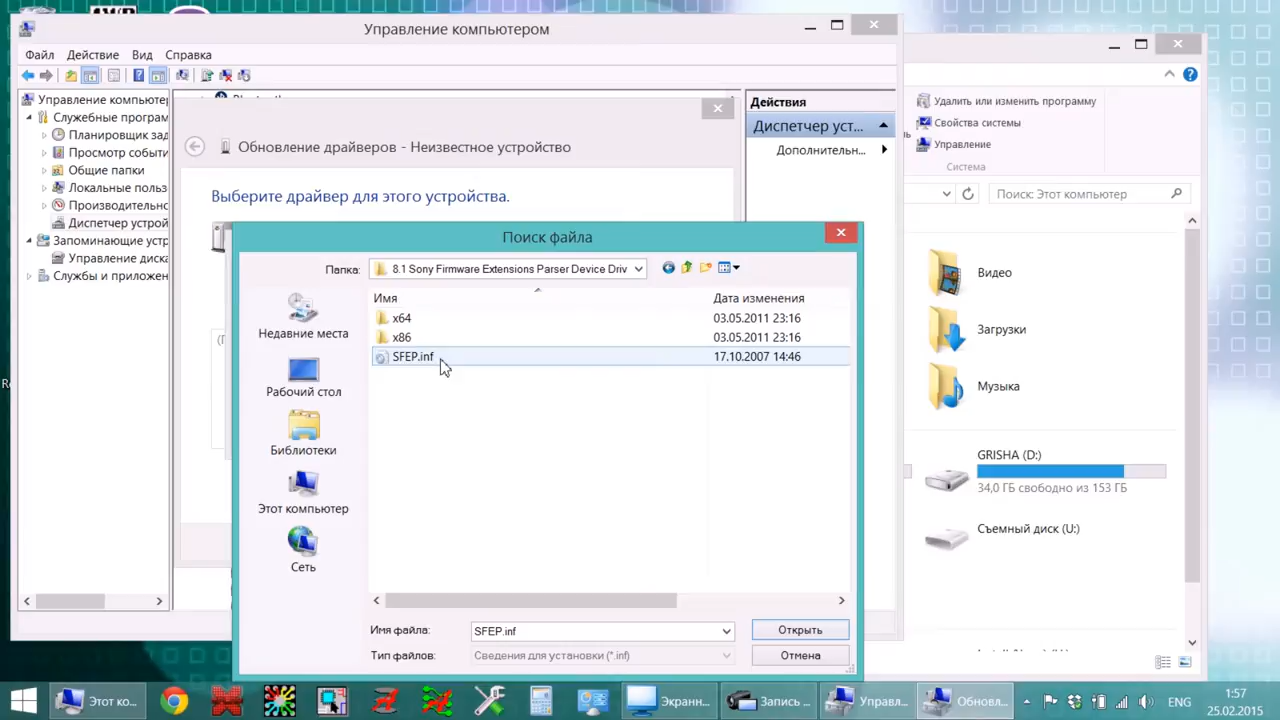 Управление компьютером
Файл Действие Вид Справка
Управление компьютер
Служебные програм
Планировщик зад
Просмотр событи
Общие папки
Локальные польз
Производительно
Диспетчер устрой
Запоминающие устр
Управление диска
Службы и приложен
Обновление драйверов - Неизвестное устройство
Выберите драйвер для этого устройства.
Действия
Диспетчер уст...
Дополнительн...
Удалить или изменить программу
Свойства системы
Управление
Система
Поиск: Этот компьютер
Видео
Загрузки
Музыка
GRISHA (D:)
34,0 ГБ свободно из 153 ГБ
Съемный диск (U:)
Поиск файла
Папка: 8.1 Sony Firmware Extensions Parser Device Driv
Имя Дата изменения
x64 03.05.2011 23:16
x86 03.05.2011 23:16
SFEP.inf 17.10.2007 14:46
Недавние места
Рабочий стол
Библиотеки
Этот компьютер
Сеть
Имя файла: SFEP.inf Открыть
Тип файлов: Сведения для установки (*.inf) Отмена
Этот ко... Экранн... Запись ... Управл... Обновл... ENG
1:57
25.02.2015